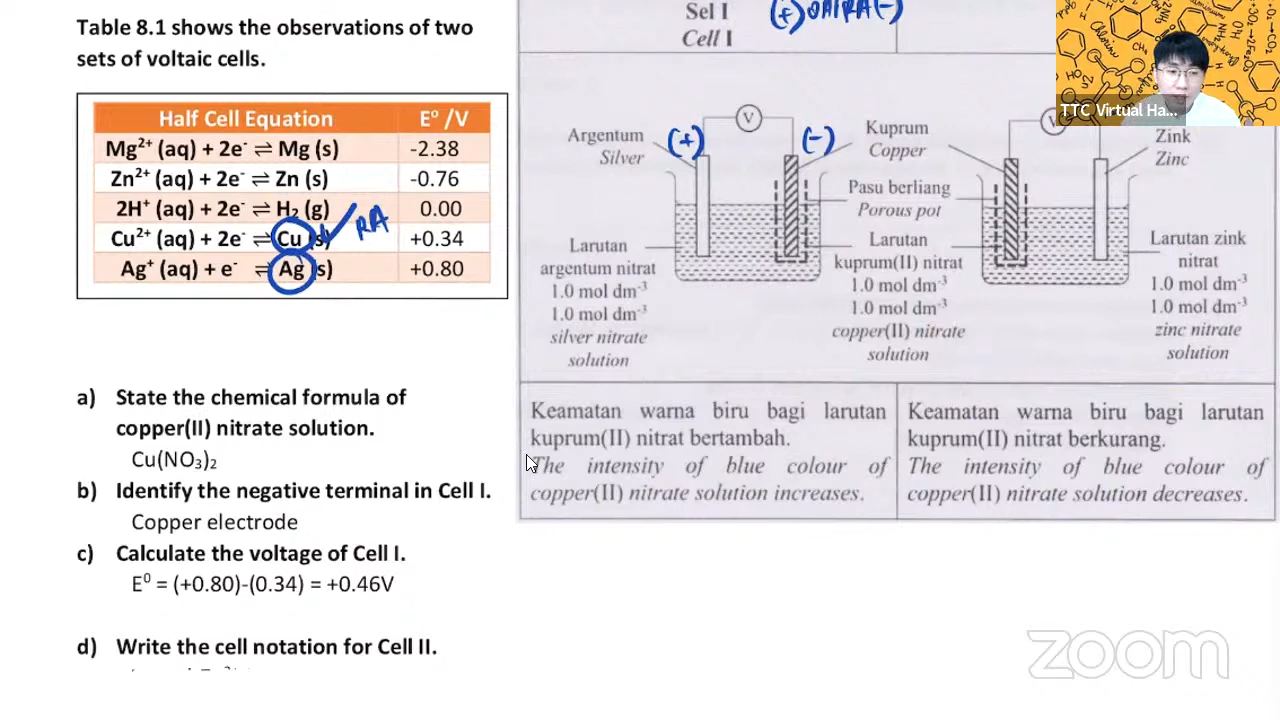 Table 8.1 shows the observations of two
sets of voltaic cells.
Half Cell Equation Eº /V
Mg²⁺ (aq) + 2e⁻ ⇌ Mg (s) -2.38
Zn²⁺ (aq) + 2e⁻ ⇌ Zn (s) -0.76
2H⁺ (aq) + 2e⁻ ⇌ H₂ (g) 0.00
Cu²⁺ (aq) + 2e⁻ ⇌ Cu (s) +0.34
RA
Ag⁺ (aq) + e⁻ ⇌ Ag (s) +0.80
a) State the chemical formula of
copper(II) nitrate solution.
Cu(NO₃)₂
b) Identify the negative terminal in Cell I.
Copper electrode
c) Calculate the voltage of Cell I.
E⁰ = (+0.80)-(0.34) = +0.46V
d) Write the cell notation for Cell II.
Sel I
Cell I
(+) OA/RA (-)
V
Argentum
Silver
(+)
(-)
Kuprum
Copper
Pasu berliang
Porous pot
Larutan
argentum nitrat
1.0 mol dm⁻³
1.0 mol dm⁻³
silver nitrate
solution
Larutan
kuprum(II) nitrat
1.0 mol dm⁻³
1.0 mol dm⁻³
copper(II) nitrate
solution
V
Zink
Zinc
Larutan zink
nitrat
1.0 mol dm⁻³
1.0 mol dm⁻³
zinc nitrate
solution
Keamatan warna biru bagi larutan
kuprum(II) nitrat bertambah.
The intensity of blue colour of
copper(II) nitrate solution increases.
Keamatan warna biru bagi larutan
kuprum(II) nitrat berkurang.
The intensity of blue colour of
copper(II) nitrate solution decreases.
TTC Virtual Ha...
Chlorine
zoom